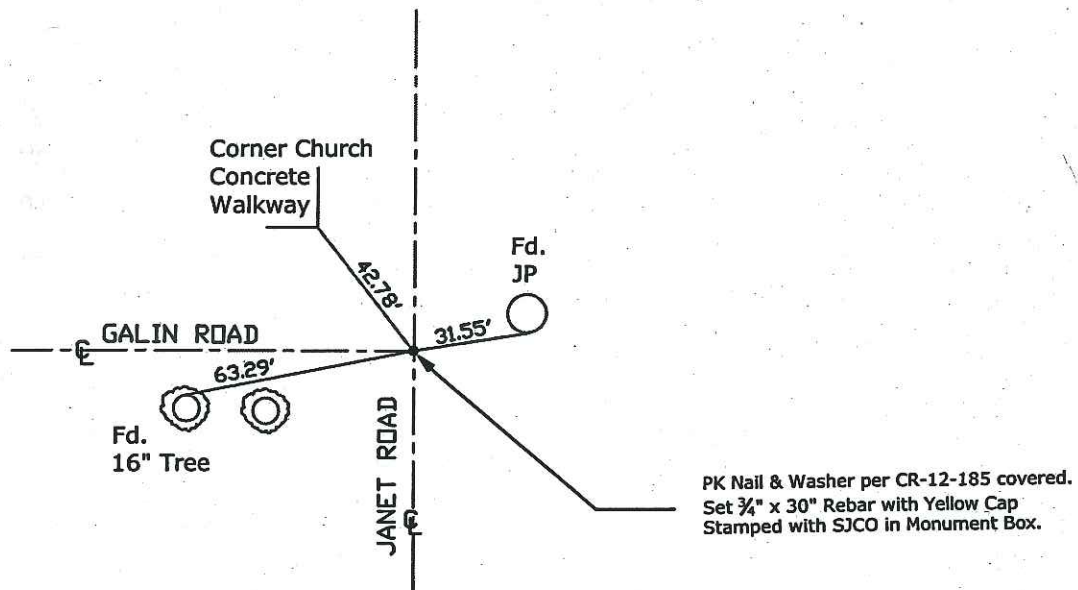 Corner Church
Concrete
Walkway
Fd.
JP
42.78'
31.55'
GALIN ROAD
℄
63.29'
Fd.
16" Tree
JANET ROAD
℄
PK Nail & Washer per CR-12-185 covered.
Set ¾" x 30" Rebar with Yellow Cap
Stamped with SJCO in Monument Box.